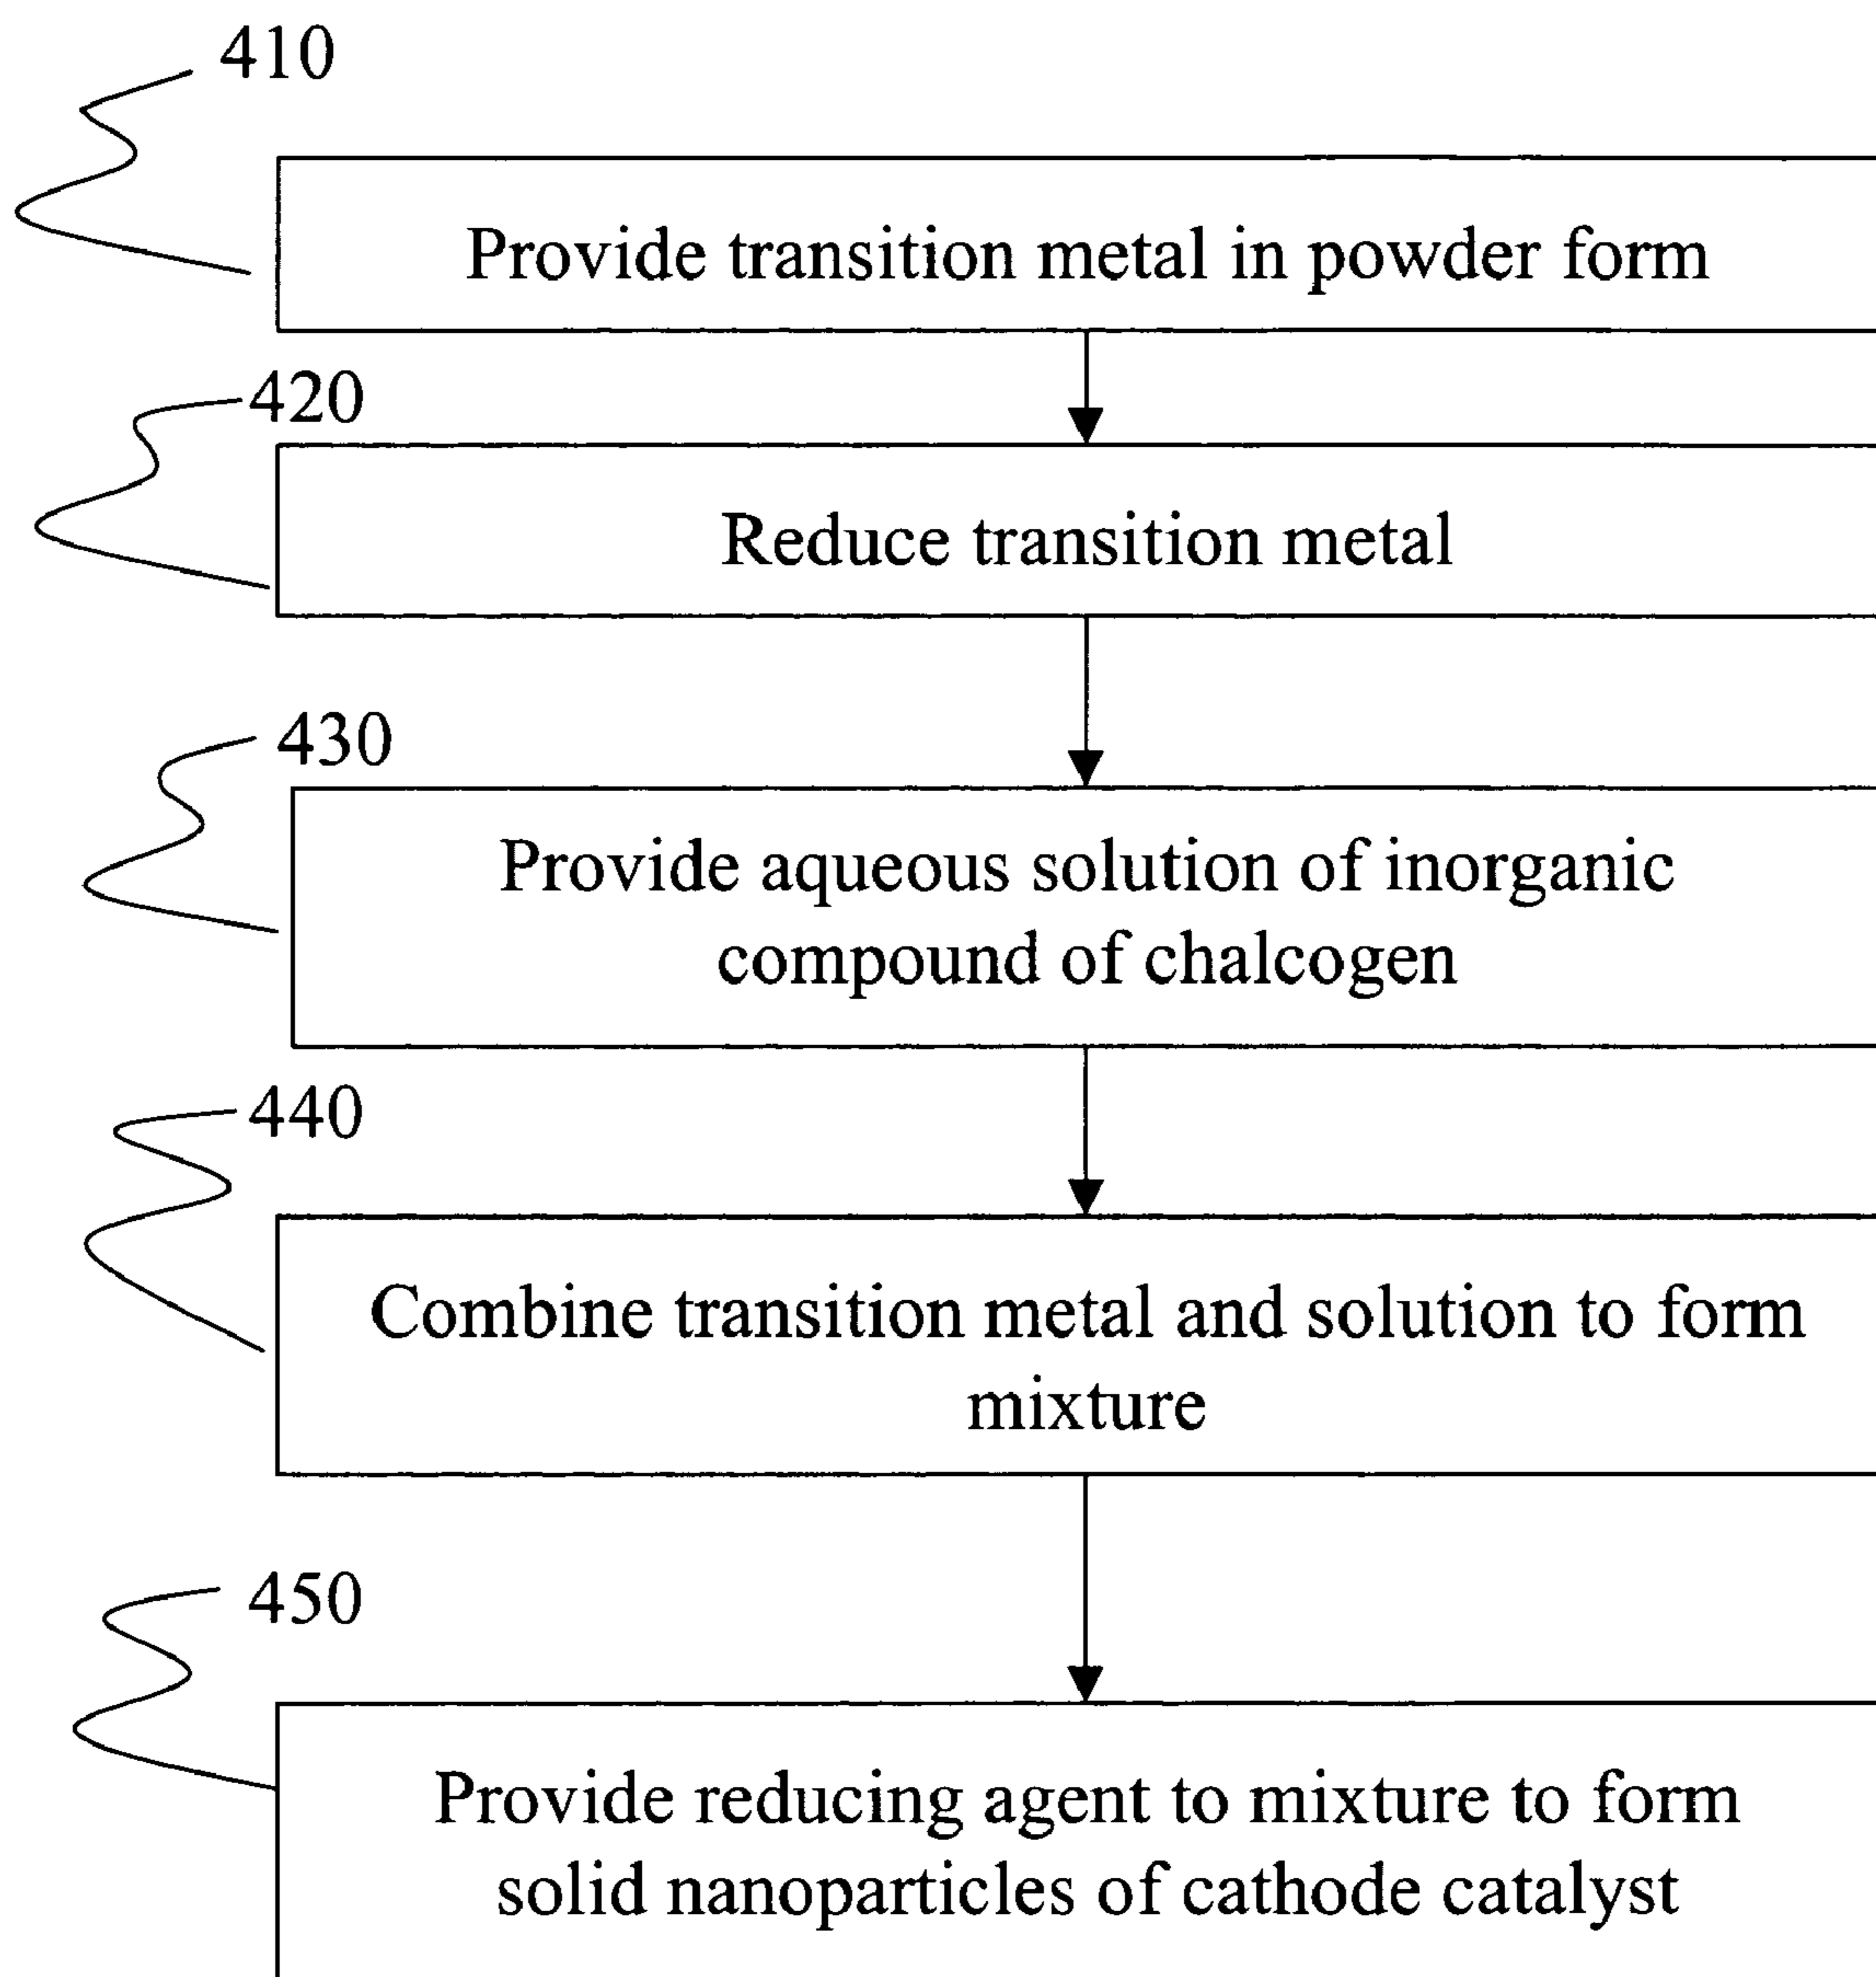 410
Provide transition metal in powder form
420
Reduce transition metal
430
Provide aqueous solution of inorganic
compound of chalcogen
440
Combine transition metal and solution to form
mixture
450
Provide reducing agent to mixture to form
solid nanoparticles of cathode catalyst